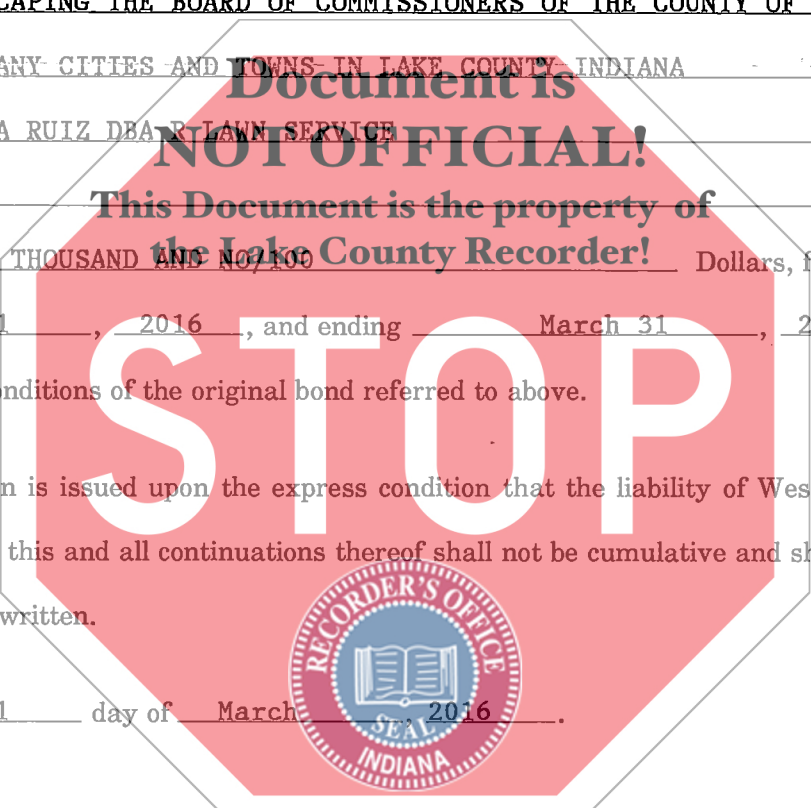 CAPING THE BOARD OF COMMISSIONERS OF THE COUNTY OF
ANY CITIES AND TOWNS IN LAKE COUNTY INDIANA
Document is
A RUIZ DBA R LAWN SERVICE
NOT OFFICIAL!
This Document is the property of
the Lake County Recorder!
THOUSAND AND NO/100 Dollars, f
1, 2016, and ending March 31, 2
onditions of the original bond referred to above.
STOP
n is issued upon the express condition that the liability of Wes
this and all continuations thereof shall not be cumulative and sh
written.
RECORDER'S OFFICE
1 day of March, 2016.
SEAL
INDIANA